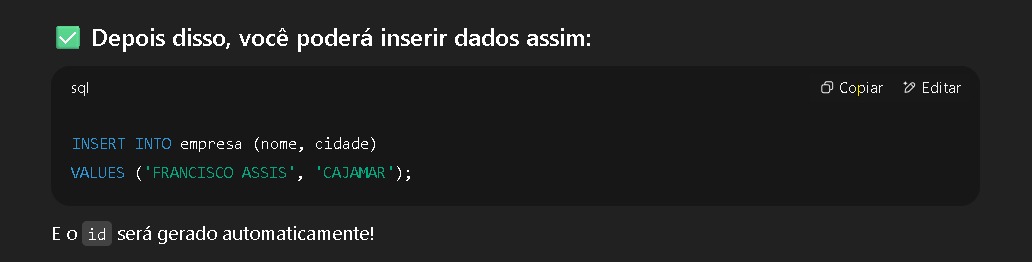 ✅ Depois disso, você poderá inserir dados assim:
sql Copiar Editar
INSERT INTO empresa (nome, cidade)
VALUES ('FRANCISCO ASSIS', 'CAJAMAR');
E o id será gerado automaticamente!